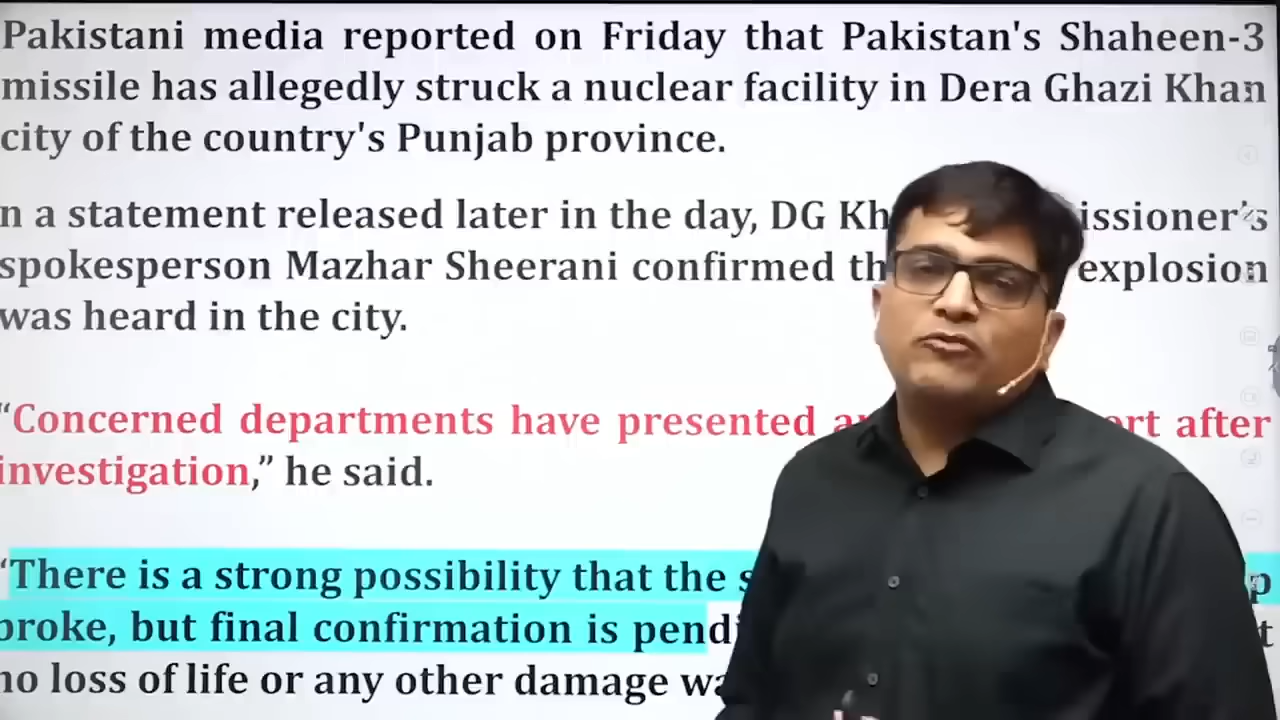 Pakistani media reported on Friday that Pakistan's Shaheen-3
missile has allegedly struck a nuclear facility in Dera Ghazi Khan
city of the country's Punjab province.
n a statement released later in the day, DG Kh issioner's
spokesperson Mazhar Sheerani confirmed th explosion
was heard in the city.
“Concerned departments have presented a ort after
investigation,” he said.
‘There is a strong possibility that the s p
broke, but final confirmation is pendi t
no loss of life or any other damage wa